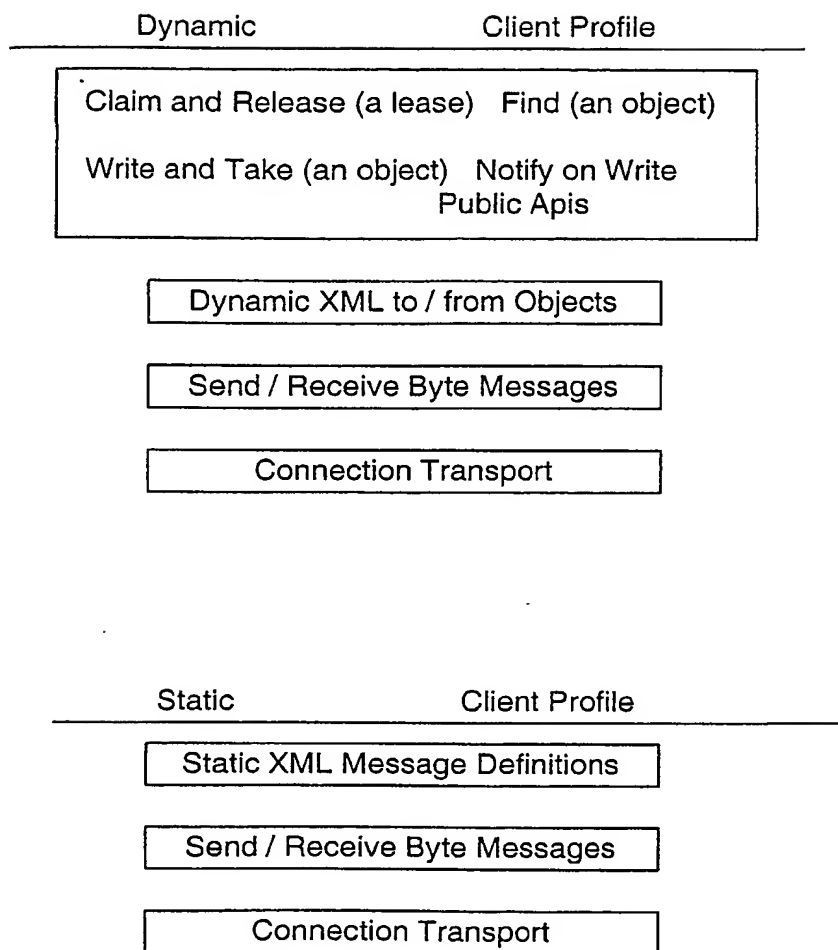 Dynamic Client Profile
Claim and Release (a lease) Find (an object)
Write and Take (an object) Notify on Write
Public Apis
Dynamic XML to / from Objects
Send / Receive Byte Messages
Connection Transport
Static Client Profile
Static XML Message Definitions
Send / Receive Byte Messages
Connection Transport